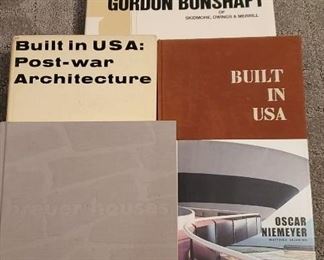 GORDON BUNSHAFT
OF
SKIDMORE, OWINGS & MERRILL
Built in USA:
Post-war
Architecture
BUILT
IN
USA
breuer houses
OSCAR
NIEMEYER